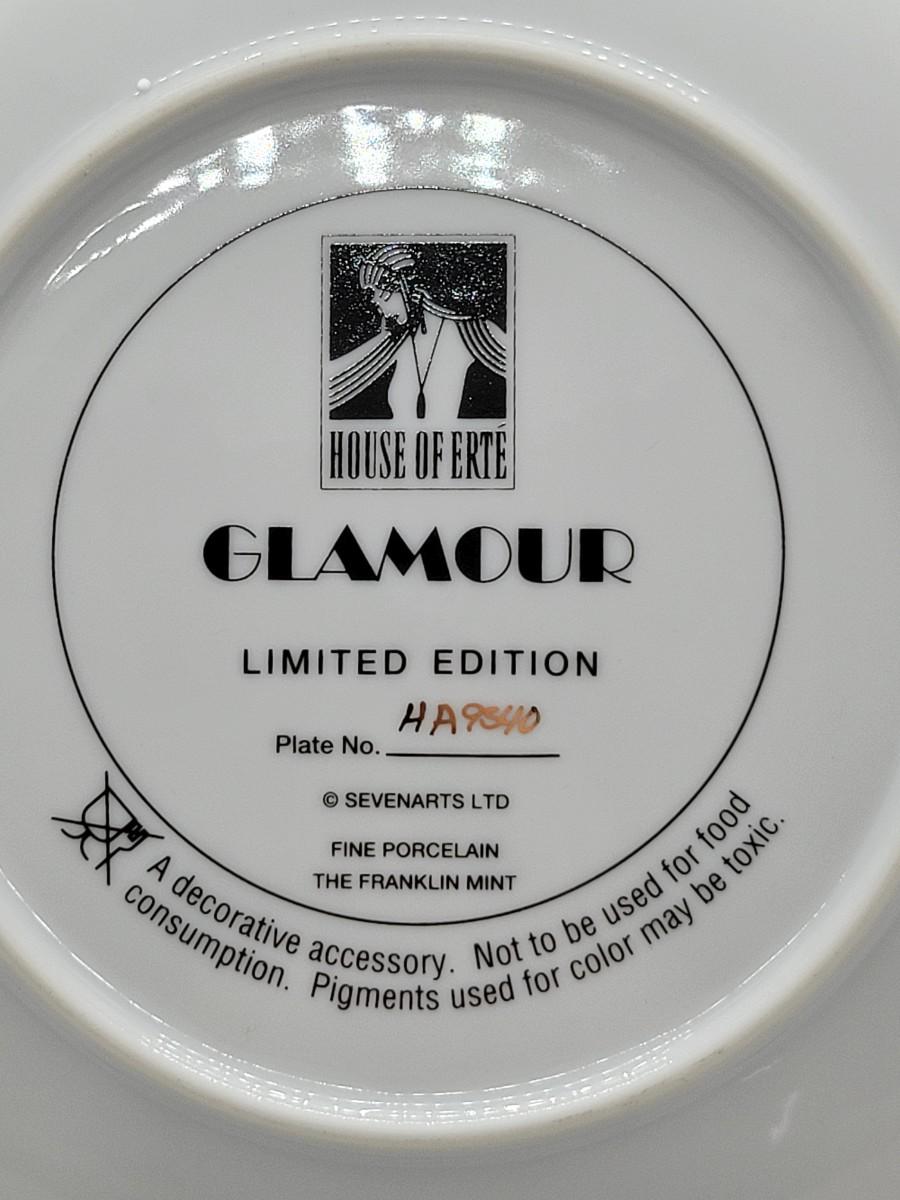 HOUSE OF ERTÉ
GLAMOUR
LIMITED EDITION
Plate No. HA9540
© SEVENARTS LTD
FINE PORCELAIN
THE FRANKLIN MINT
A decorative accessory. Not to be used for food
consumption. Pigments used for color may be toxic.